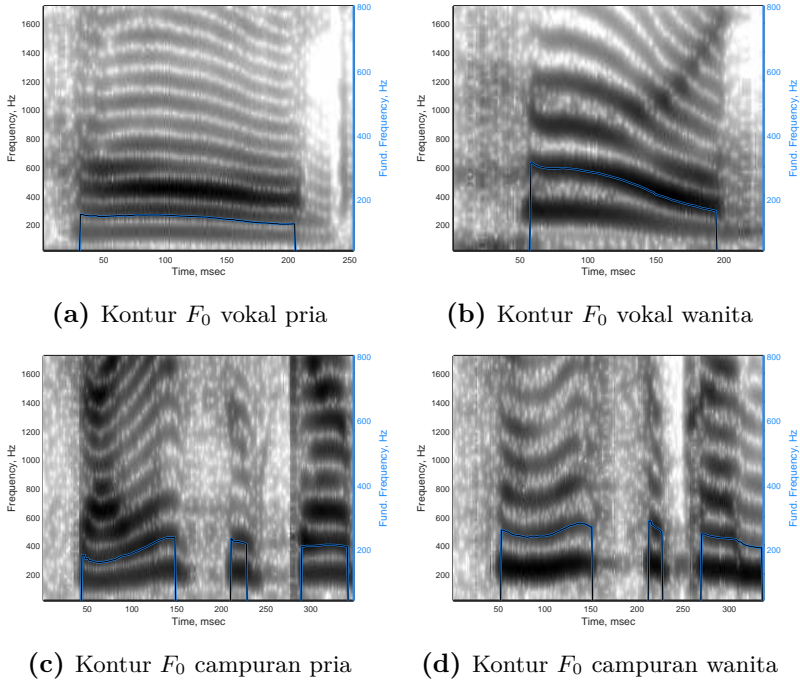 1600
1400
1200
1000
800
600
400
200
Frequency, Hz
50 100 150 200 250
Time, msec
800
600
400
200
Fund. Frequency, Hz
(a) Kontur F₀ vokal pria
1600
1400
1200
1000
800
600
400
200
Frequency, Hz
50 100 150 200
Time, msec
800
600
400
200
Fund. Frequency, Hz
(b) Kontur F₀ vokal wanita
1600
1400
1200
1000
800
600
400
200
Frequency, Hz
50 100 150 200 250 300
Time, msec
800
600
400
200
Fund. Frequency, Hz
(c) Kontur F₀ campuran pria
1600
1400
1200
1000
800
600
400
200
Frequency, Hz
50 100 150 200 250 300
Time, msec
800
600
400
200
Fund. Frequency, Hz
(d) Kontur F₀ campuran wanita